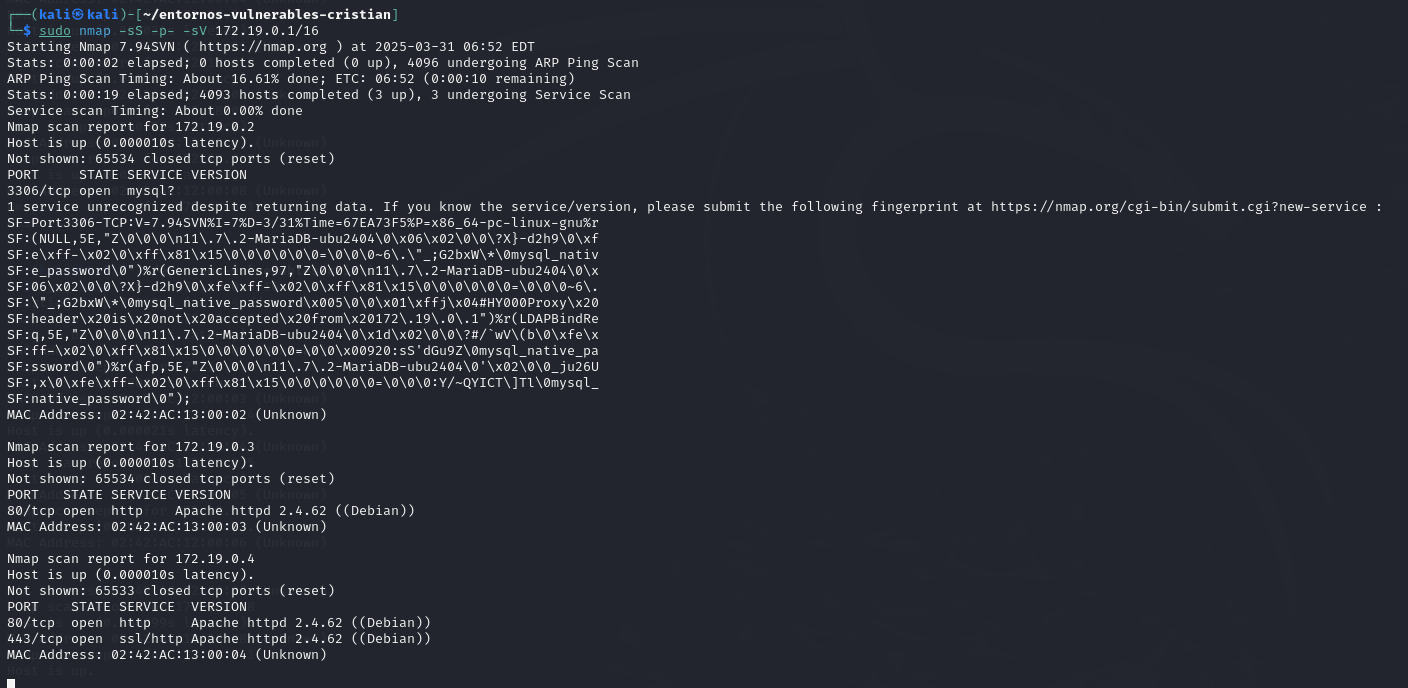 ┌──(kali㉿kali)-[~/entornos-vulnerables-cristian]
└─$ sudo nmap -sS -p- -sV 172.19.0.1/16
Starting Nmap 7.94SVN ( https://nmap.org ) at 2025-03-31 06:52 EDT
Stats: 0:00:02 elapsed; 0 hosts completed (0 up), 4096 undergoing ARP Ping Scan
ARP Ping Scan Timing: About 16.61% done; ETC: 06:52 (0:00:10 remaining)
Stats: 0:00:19 elapsed; 4093 hosts completed (3 up), 3 undergoing Service Scan
Service scan Timing: About 0.00% done
Nmap scan report for 172.19.0.2
Host is up (0.000010s latency).
Not shown: 65534 closed tcp ports (reset)
PORT     STATE SERVICE VERSION
3306/tcp open  mysql?
1 service unrecognized despite returning data. If you know the service/version, please submit the following fingerprint at https://nmap.org/cgi-bin/submit.cgi?new-service :
SF-Port3306-TCP:V=7.94SVN%I=7%D=3/31%Time=67EA73F5%P=x86_64-pc-linux-gnu%r
SF:(NULL,5E,"Z\0\0\0\n11\.7\.2-MariaDB-ubu2404\0\x06\x02\0\0\?X}-d2h9\0\xf
SF:e\xff-\x02\0\xff\x81\x15\0\0\0\0\0\0=\0\0\0~6\.\"_;G2bxW\*\0mysql_nativ
SF:e_password\0")%r(GenericLines,97,"Z\0\0\0\n11\.7\.2-MariaDB-ubu2404\0\x
SF:06\x02\0\0\?X}-d2h9\0\xfe\xff-\x02\0\xff\x81\x15\0\0\0\0\0\0=\0\0\0~6\.
SF:\"_;G2bxW\*\0mysql_native_password\x005\0\0\x01\xffj\x04#HY000Proxy\x20
SF:header\x20is\x20not\x20accepted\x20from\x20172\.19\.0\.1")%r(LDAPBindRe
SF:q,5E,"Z\0\0\0\n11\.7\.2-MariaDB-ubu2404\0\x1d\x02\0\0\?#/`wV\(b\0\xfe\x
SF:ff-\x02\0\xff\x81\x15\0\0\0\0\0\0=\0\0\x00920:sS'dGu9Z\0mysql_native_pa
SF:ssword\0")%r(afp,5E,"Z\0\0\0\n11\.7\.2-MariaDB-ubu2404\0'\x02\0\0_ju26U
SF:,x\0\xfe\xff-\x02\0\xff\x81\x15\0\0\0\0\0\0=\0\0\0:Y/~QYICT\]Tl\0mysql_
SF:native_password\0");
MAC Address: 02:42:AC:13:00:02 (Unknown)
Nmap scan report for 172.19.0.3
Host is up (0.000010s latency).
Not shown: 65534 closed tcp ports (reset)
PORT   STATE SERVICE VERSION
80/tcp open  http    Apache httpd 2.4.62 ((Debian))
MAC Address: 02:42:AC:13:00:03 (Unknown)
Nmap scan report for 172.19.0.4
Host is up (0.000010s latency).
Not shown: 65533 closed tcp ports (reset)
PORT    STATE SERVICE  VERSION
80/tcp  open  http     Apache httpd 2.4.62 ((Debian))
443/tcp open  ssl/http Apache httpd 2.4.62 ((Debian))
MAC Address: 02:42:AC:13:00:04 (Unknown)
Host is up.